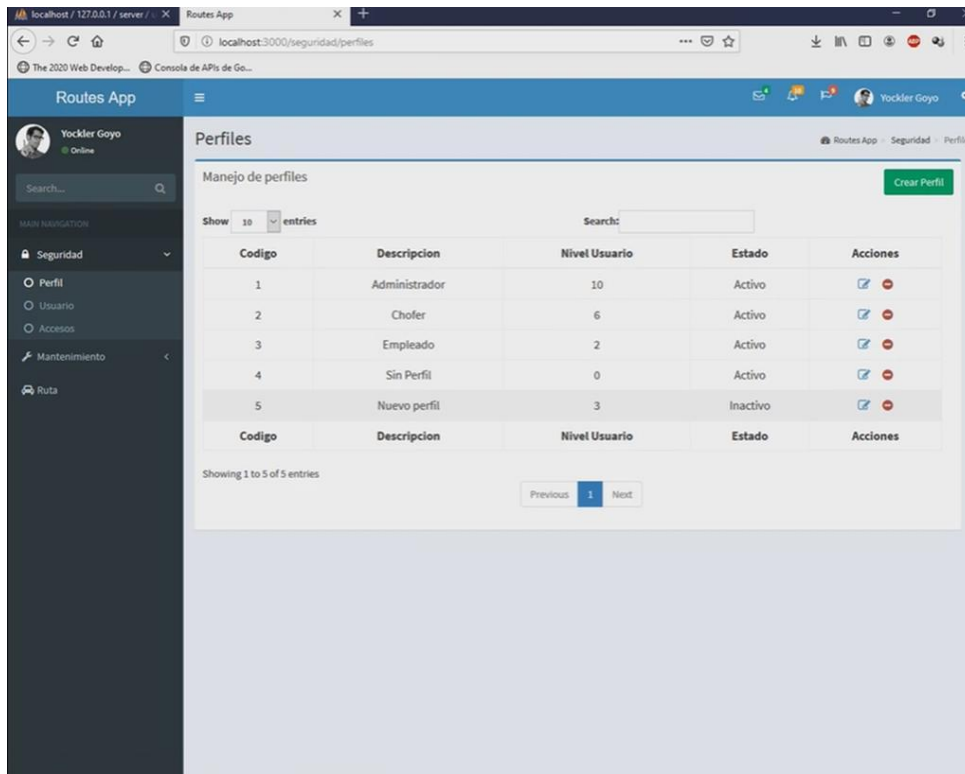 localhost / 127.0.0.1 / server /
Routes App
localhost:3000/seguridad/perfiles
The 2020 Web Develop...
Consola de APIs de Go...
Routes App
Yockler Goyo
Yockler Goyo
Online
Search...
MAIN NAVIGATION
Seguridad
Perfil
Usuario
Accesos
Mantenimiento
Ruta
Perfiles
Routes App > Seguridad >
Manejo de perfiles
Crear Perfil
Show 10 entries
Search:
Codigo Descripcion Nivel Usuario Estado Acciones
1 Administrador 10 Activo
2 Chofer 6 Activo
3 Empleado 2 Activo
4 Sin Perfil 0 Activo
5 Nuevo perfil 3 Inactivo
Codigo Descripcion Nivel Usuario Estado Acciones
Showing 1 to 5 of 5 entries
Previous 1 Next